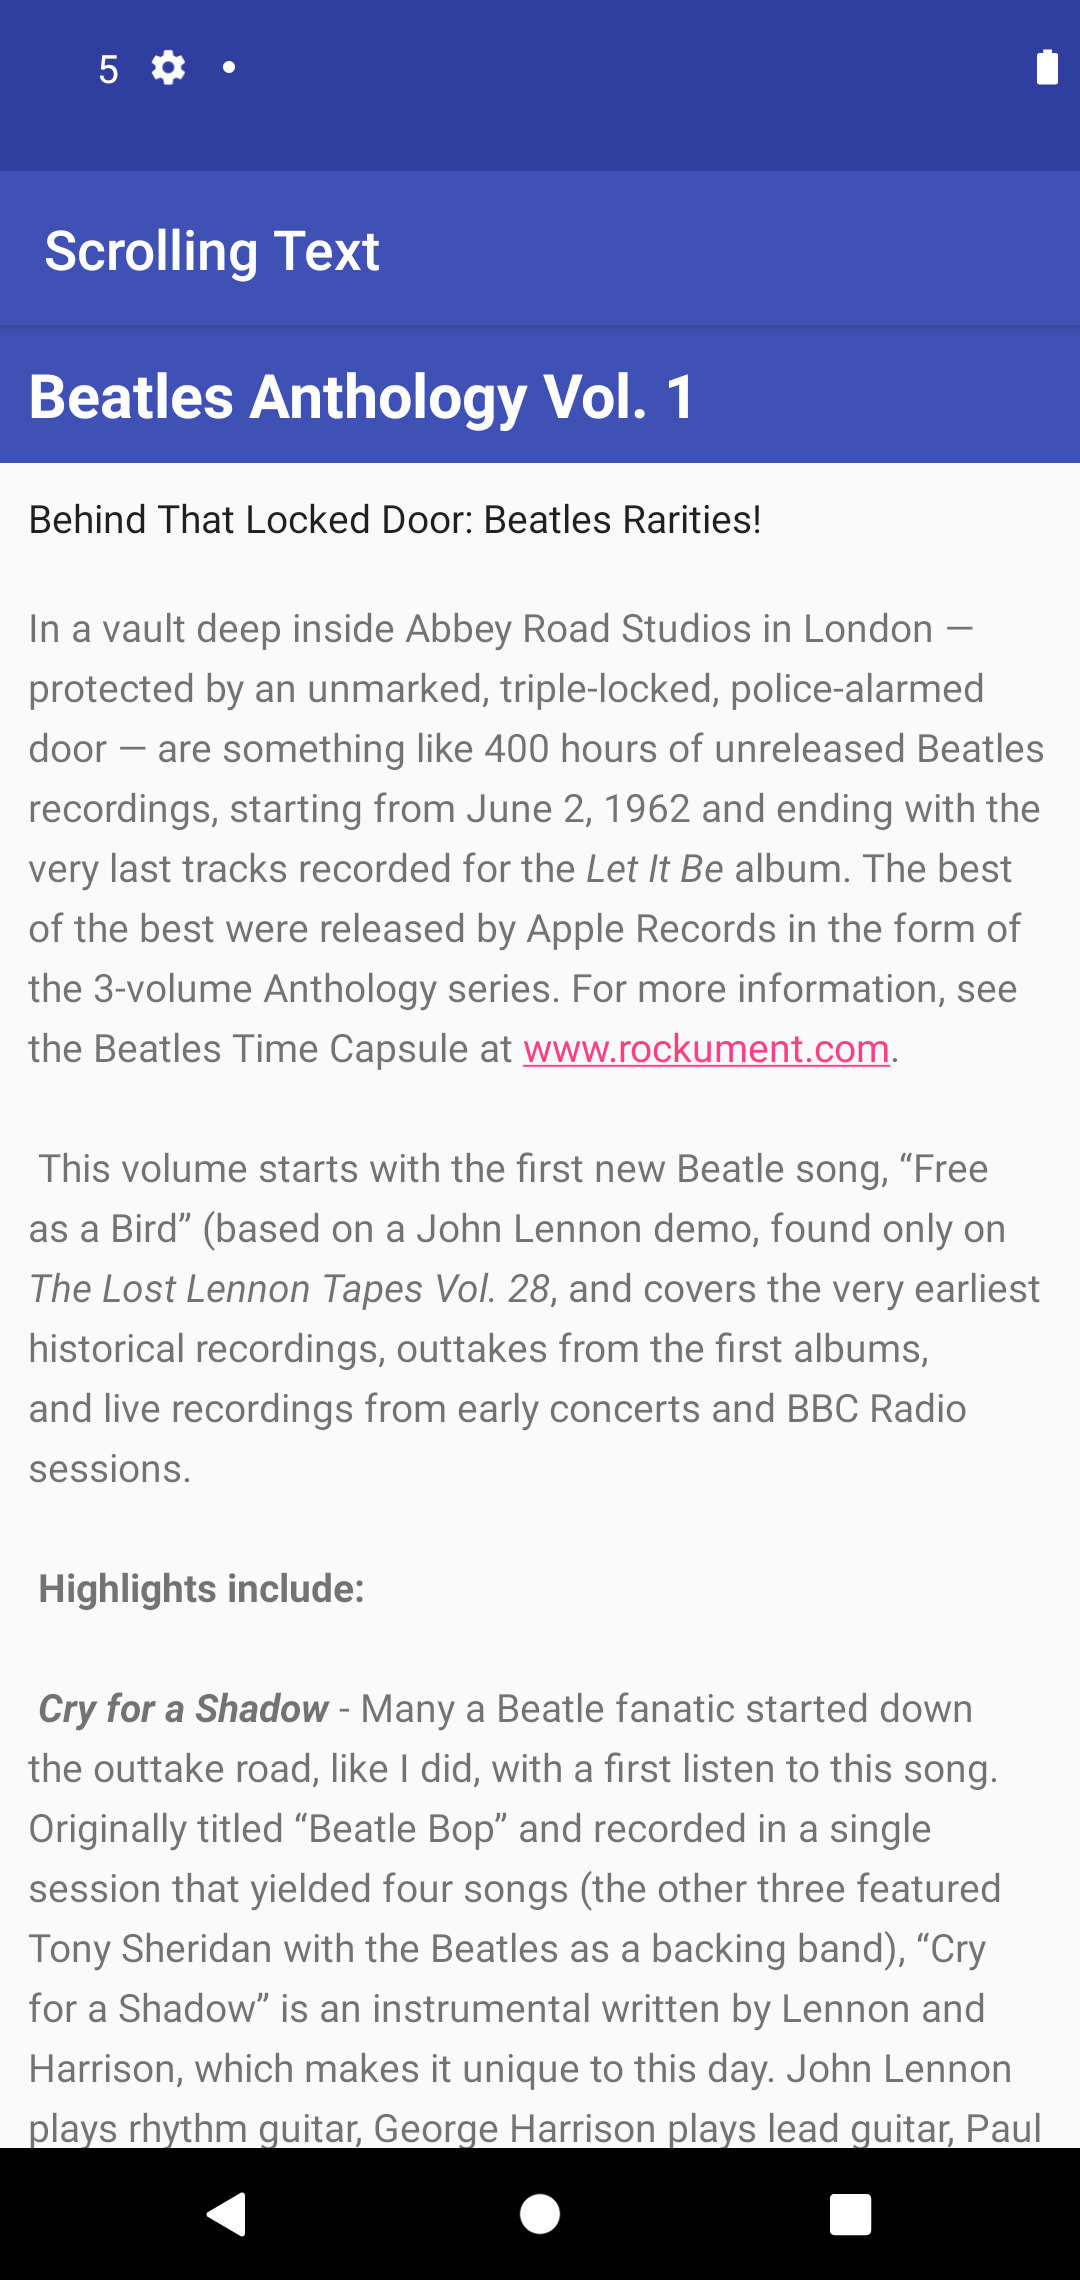 5
Scrolling Text
Beatles Anthology Vol. 1
Behind That Locked Door: Beatles Rarities!
In a vault deep inside Abbey Road Studios in London —
protected by an unmarked, triple-locked, police-alarmed
door — are something like 400 hours of unreleased Beatles
recordings, starting from June 2, 1962 and ending with the
very last tracks recorded for the Let It Be album. The best
of the best were released by Apple Records in the form of
the 3-volume Anthology series. For more information, see
the Beatles Time Capsule at www.rockument.com.
This volume starts with the first new Beatle song, “Free
as a Bird” (based on a John Lennon demo, found only on
The Lost Lennon Tapes Vol. 28, and covers the very earliest
historical recordings, outtakes from the first albums,
and live recordings from early concerts and BBC Radio
sessions.
Highlights include:
Cry for a Shadow - Many a Beatle fanatic started down
the outtake road, like I did, with a first listen to this song.
Originally titled “Beatle Bop” and recorded in a single
session that yielded four songs (the other three featured
Tony Sheridan with the Beatles as a backing band), “Cry
for a Shadow” is an instrumental written by Lennon and
Harrison, which makes it unique to this day. John Lennon
plays rhythm guitar, George Harrison plays lead guitar, Paul